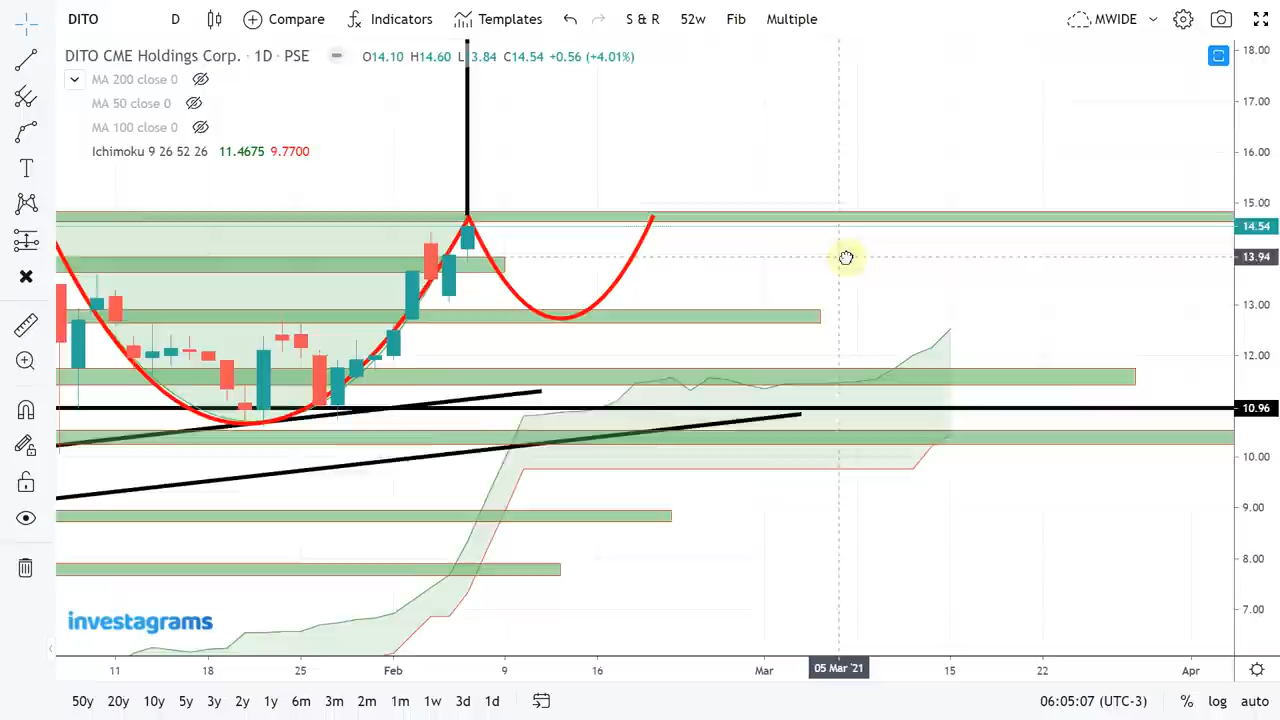 DITO D Compare Indicators Templates S & R 52w Fib Multiple MWIDE
DITO CME Holdings Corp. · 1D · PSE O14.10 H14.60 L13.84 C14.54 +0.56 (+4.01%)
MA 200 close 0
MA 50 close 0
MA 100 close 0
Ichimoku 9 26 52 26 11.4675 9.7700
18.00
17.00
16.00
15.00
14.54
13.94
13.00
12.00
10.96
10.00
9.00
8.00
7.00
investagrams
11 18 25 Feb 9 16 Mar 05 Mar '21 15 22 Apr
50y 20y 10y 5y 3y 2y 1y 6m 3m 2m 1m 1w 3d 1d 06:05:07 (UTC-3) % log auto